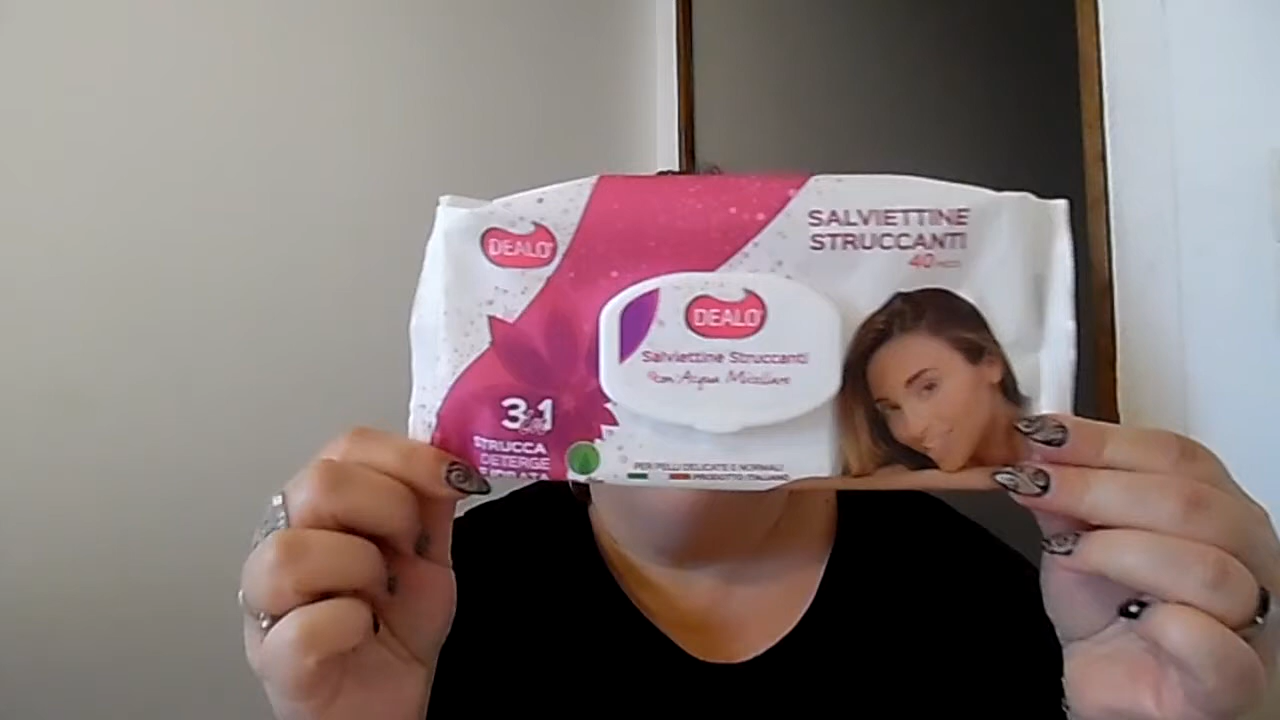 DEALO
SALVIETTINE
STRUCCANTI
40
DEALO
Salviettine Struccanti
con Acqua Micellare
3in1
STRUCCA
DETERGE
PER PELLI DELICATE E NORMALI
PRODOTTO ITALIANO